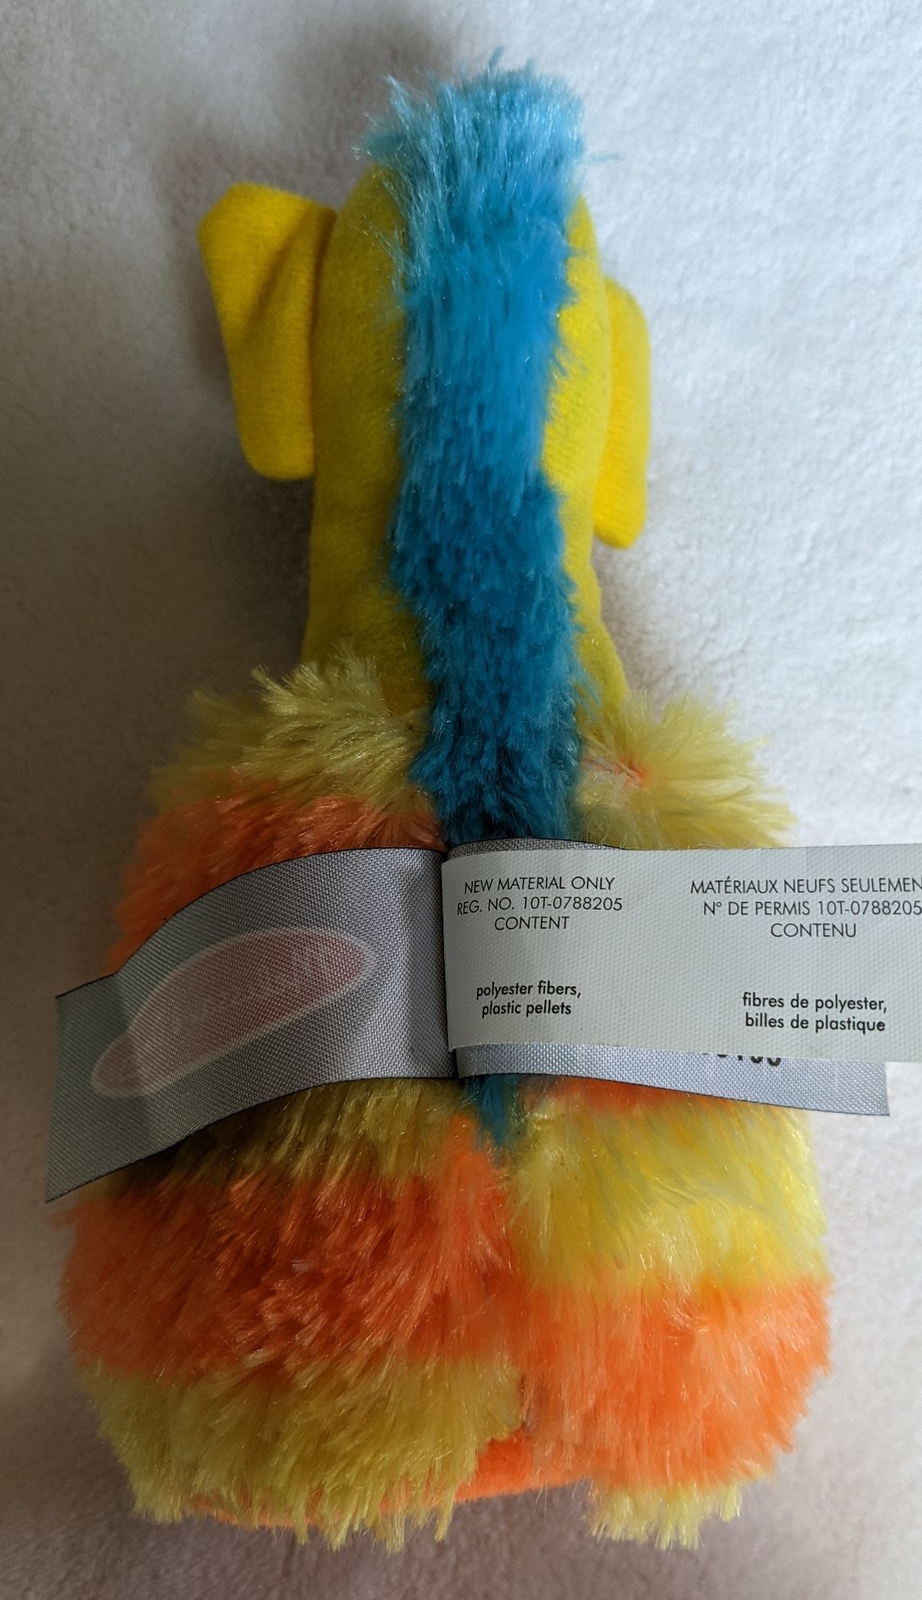 NEW MATERIAL ONLY
REG. NO. 10T-0788205
CONTENT
polyester fibers,
plastic pellets
MATÉRIAUX NEUFS SEULEMEN
N° DE PERMIS 10T-0788205
CONTENU
fibres de polyester,
billes de plastique